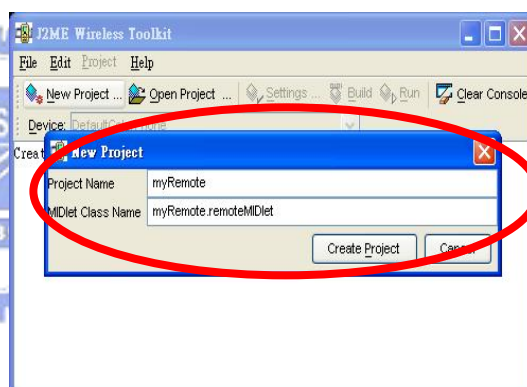 J2ME Wireless Toolkit
File Edit Project Help
New Project ... Open Project ... Settings ... Build Run Clear Console
Device:
New Project
Project Name myRemote
MIDlet Class Name myRemote.remoteMIDlet
Create Project